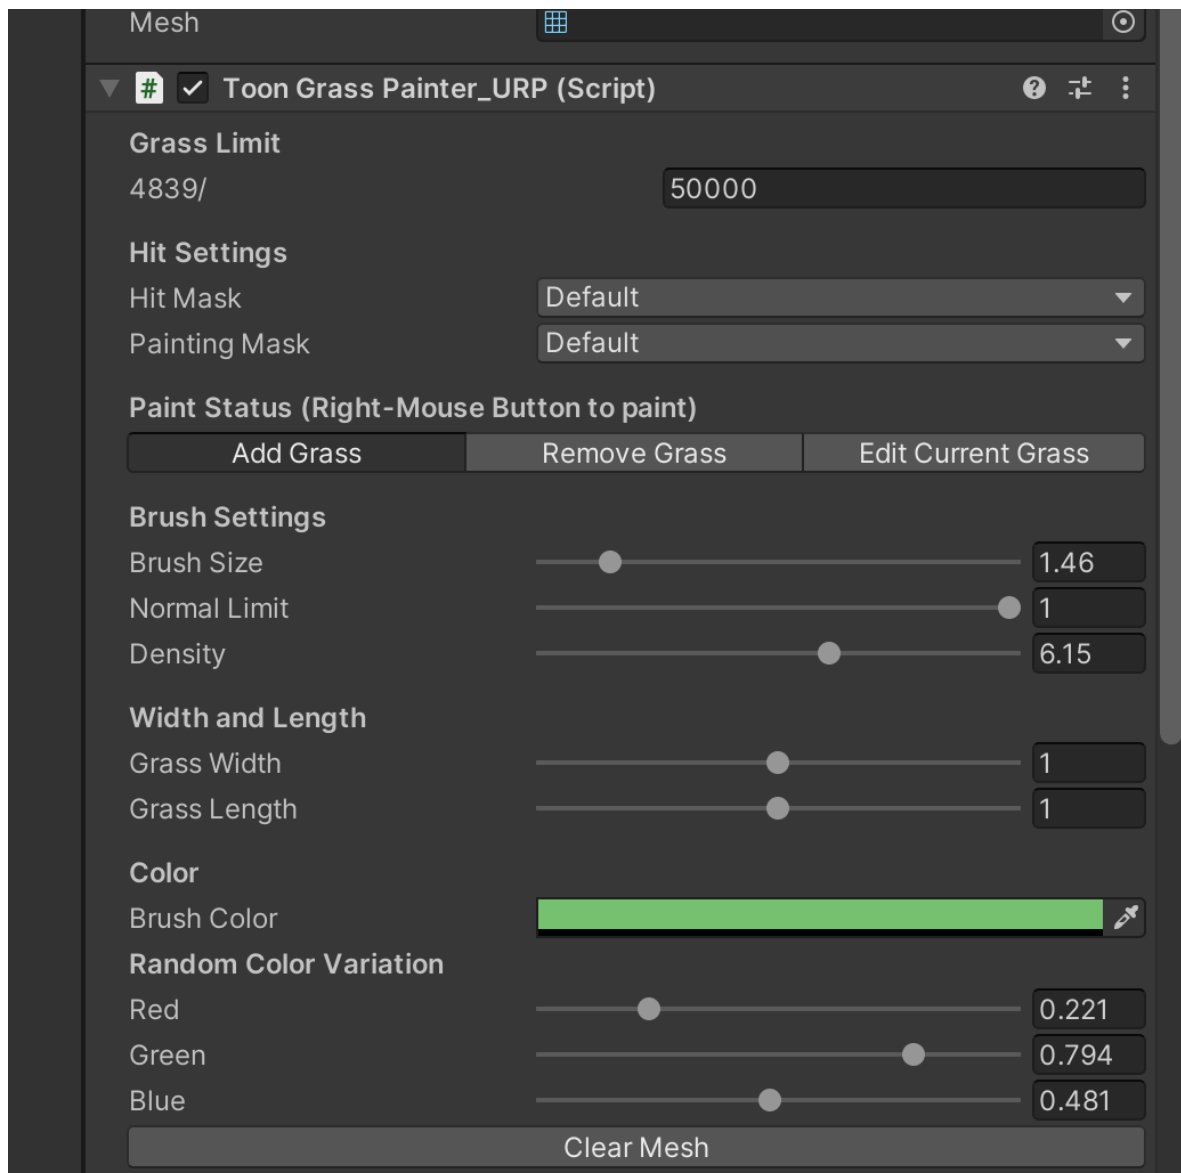 Mesh
# Toon Grass Painter_URP (Script)
Grass Limit
4839/ 50000
Hit Settings
Hit Mask Default
Painting Mask Default
Paint Status (Right-Mouse Button to paint)
Add Grass Remove Grass Edit Current Grass
Brush Settings
Brush Size 1.46
Normal Limit 1
Density 6.15
Width and Length
Grass Width 1
Grass Length 1
Color
Brush Color
Random Color Variation
Red 0.221
Green 0.794
Blue 0.481
Clear Mesh